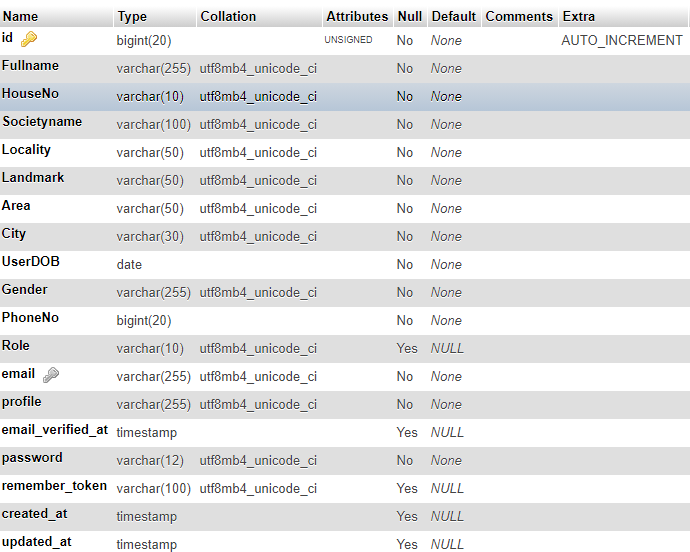 Name Type Collation Attributes Null Default Comments Extra
id bigint(20) UNSIGNED No None AUTO_INCREMENT
Fullname varchar(255) utf8mb4_unicode_ci No None
HouseNo varchar(10) utf8mb4_unicode_ci No None
Societyname varchar(100) utf8mb4_unicode_ci No None
Locality varchar(50) utf8mb4_unicode_ci No None
Landmark varchar(50) utf8mb4_unicode_ci No None
Area varchar(50) utf8mb4_unicode_ci No None
City varchar(30) utf8mb4_unicode_ci No None
UserDOB date No None
Gender varchar(255) utf8mb4_unicode_ci No None
PhoneNo bigint(20) No None
Role varchar(10) utf8mb4_unicode_ci Yes NULL
email varchar(255) utf8mb4_unicode_ci No None
profile varchar(255) utf8mb4_unicode_ci No None
email_verified_at timestamp Yes NULL
password varchar(12) utf8mb4_unicode_ci No None
remember_token varchar(100) utf8mb4_unicode_ci Yes NULL
created_at timestamp Yes NULL
updated_at timestamp Yes NULL